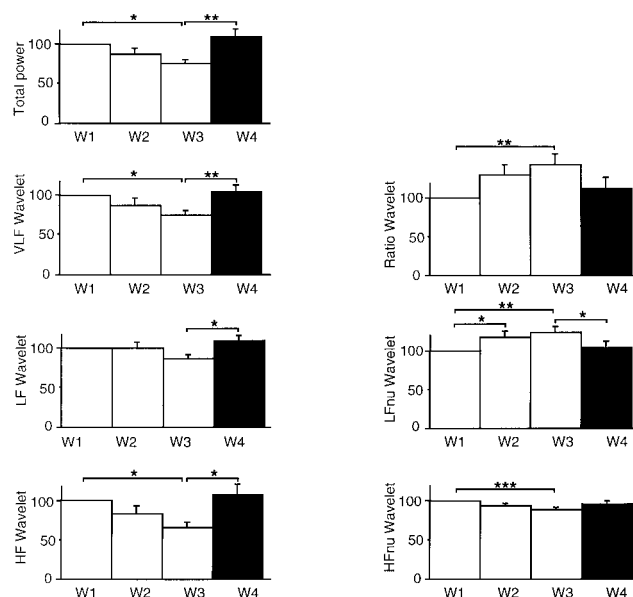 * **
Total power
100
50
0
W1 W2 W3 W4
* **
VLF Wavelet
100
50
0
W1 W2 W3 W4
*
LF Wavelet
100
50
0
W1 W2 W3 W4
* *
HF Wavelet
100
50
0
W1 W2 W3 W4
**
Ratio Wavelet
100
50
0
W1 W2 W3 W4
**
* *
LFnu Wavelet
100
50
0
W1 W2 W3 W4
***
HFnu Wavelet
100
50
0
W1 W2 W3 W4